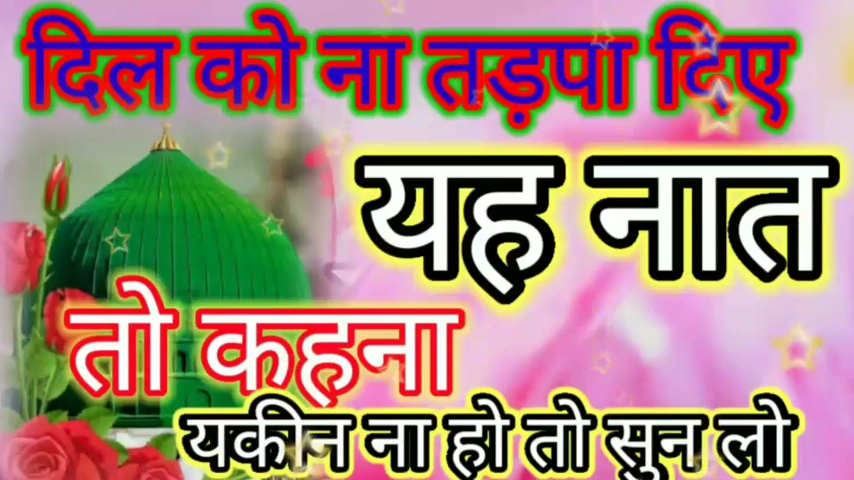 दिल को ना तड़पा दिए
यह नात
तो कहना
यकीन ना हो तो सुन लो